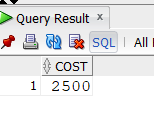 Query Result x
SQL | All
COST
1 2500